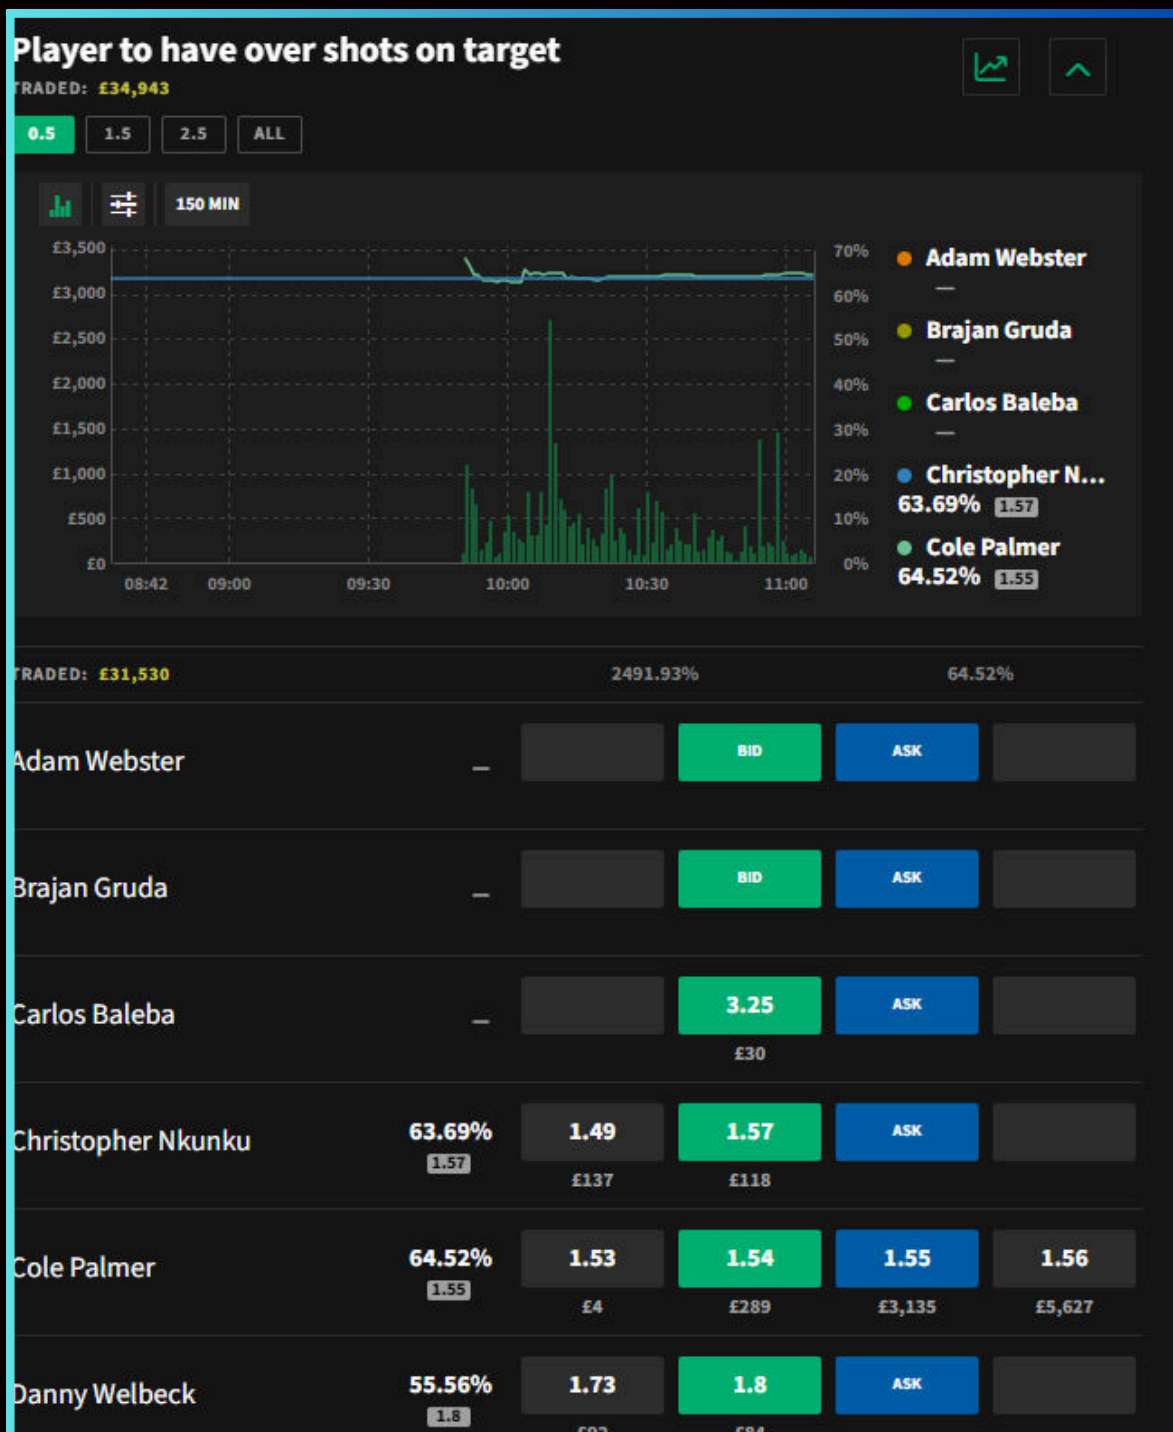 Player to have over shots on target
TRADED: £34,943
0.5 1.5 2.5 ALL
150 MIN
£3,500
£3,000
£2,500
£2,000
£1,500
£1,000
£500
£0
70%
60%
50%
40%
30%
20%
10%
0%
08:42 09:00 09:30 10:00 10:30 11:00
Adam Webster
—
Brajan Gruda
—
Carlos Baleba
—
Christopher N...
63.69% 1.57
Cole Palmer
64.52% 1.55
TRADED: £31,530 2491.93% 64.52%
Adam Webster – BID ASK
Brajan Gruda – BID ASK
Carlos Baleba – 3.25 ASK
£30
Christopher Nkunku 63.69% 1.49 1.57 ASK
1.57 £137 £118
Cole Palmer 64.52% 1.53 1.54 1.55 1.56
1.55 £4 £289 £3,135 £5,627
Danny Welbeck 55.56% 1.73 1.8 ASK
1.8